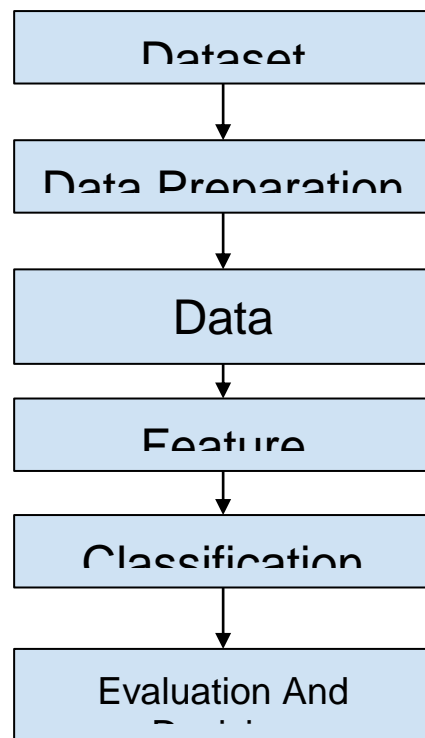 Dataset
Data Preparation
Data
Feature
Classification
Evaluation And